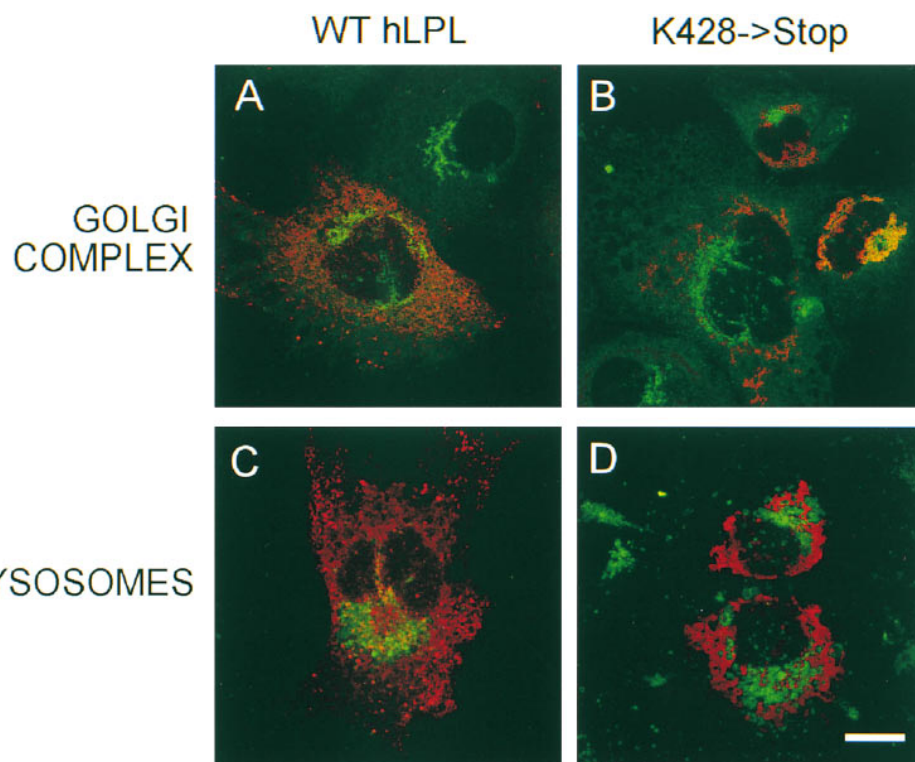 WT hLPL
K428->Stop
A
B
GOLGI
COMPLEX
C
D
YSOSOMES